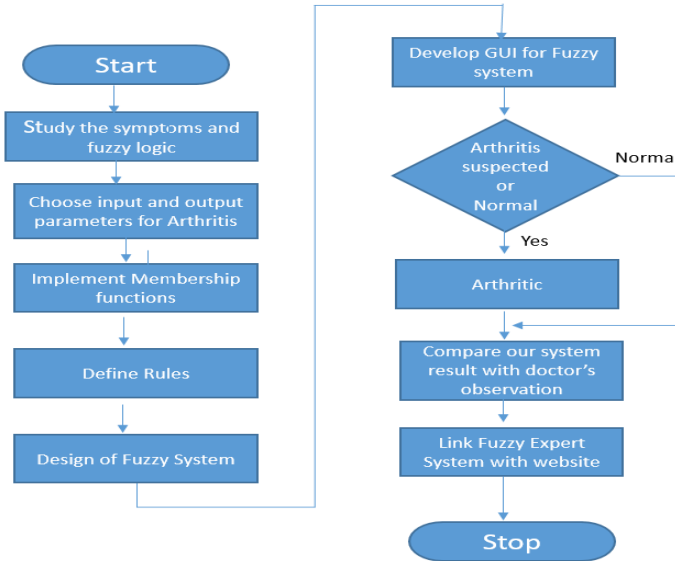 Start
Study the symptoms and
fuzzy logic
Choose input and output
parameters for Arthritis
Implement Membership
functions
Define Rules
Design of Fuzzy System
Develop GUI for Fuzzy
system
Arthritis
suspected
or
Normal
Norma
Yes
Arthritic
Compare our system
result with doctor's
observation
Link Fuzzy Expert
System with website
Stop